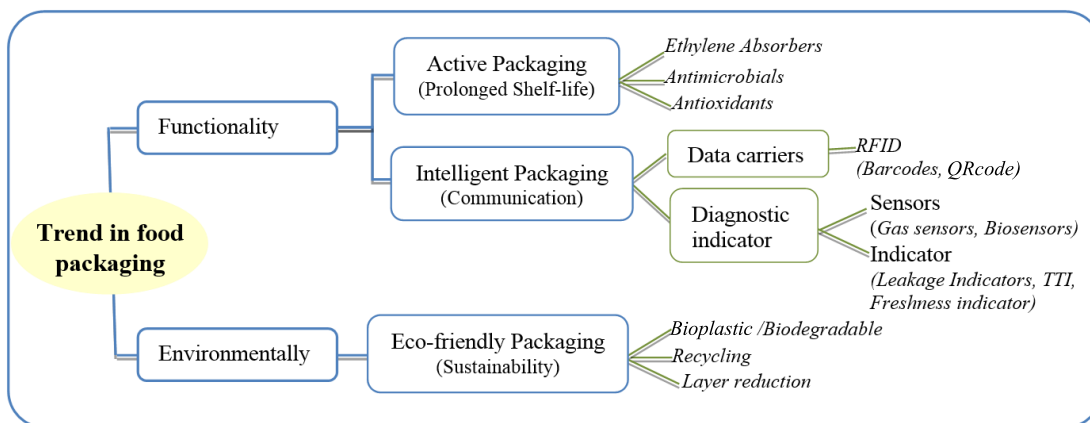 Trend in food
packaging
Functionality
Active Packaging
(Prolonged Shelf-life)
Ethylene Absorbers
Antimicrobials
Antioxidants
Intelligent Packaging
(Communication)
Data carriers
RFID
(Barcodes, QRcode)
Diagnostic
indicator
Sensors
(Gas sensors, Biosensors)
Indicator
(Leakage Indicators, TTI,
Freshness indicator)
Environmentally
Eco-friendly Packaging
(Sustainability)
Bioplastic /Biodegradable
Recycling
Layer reduction